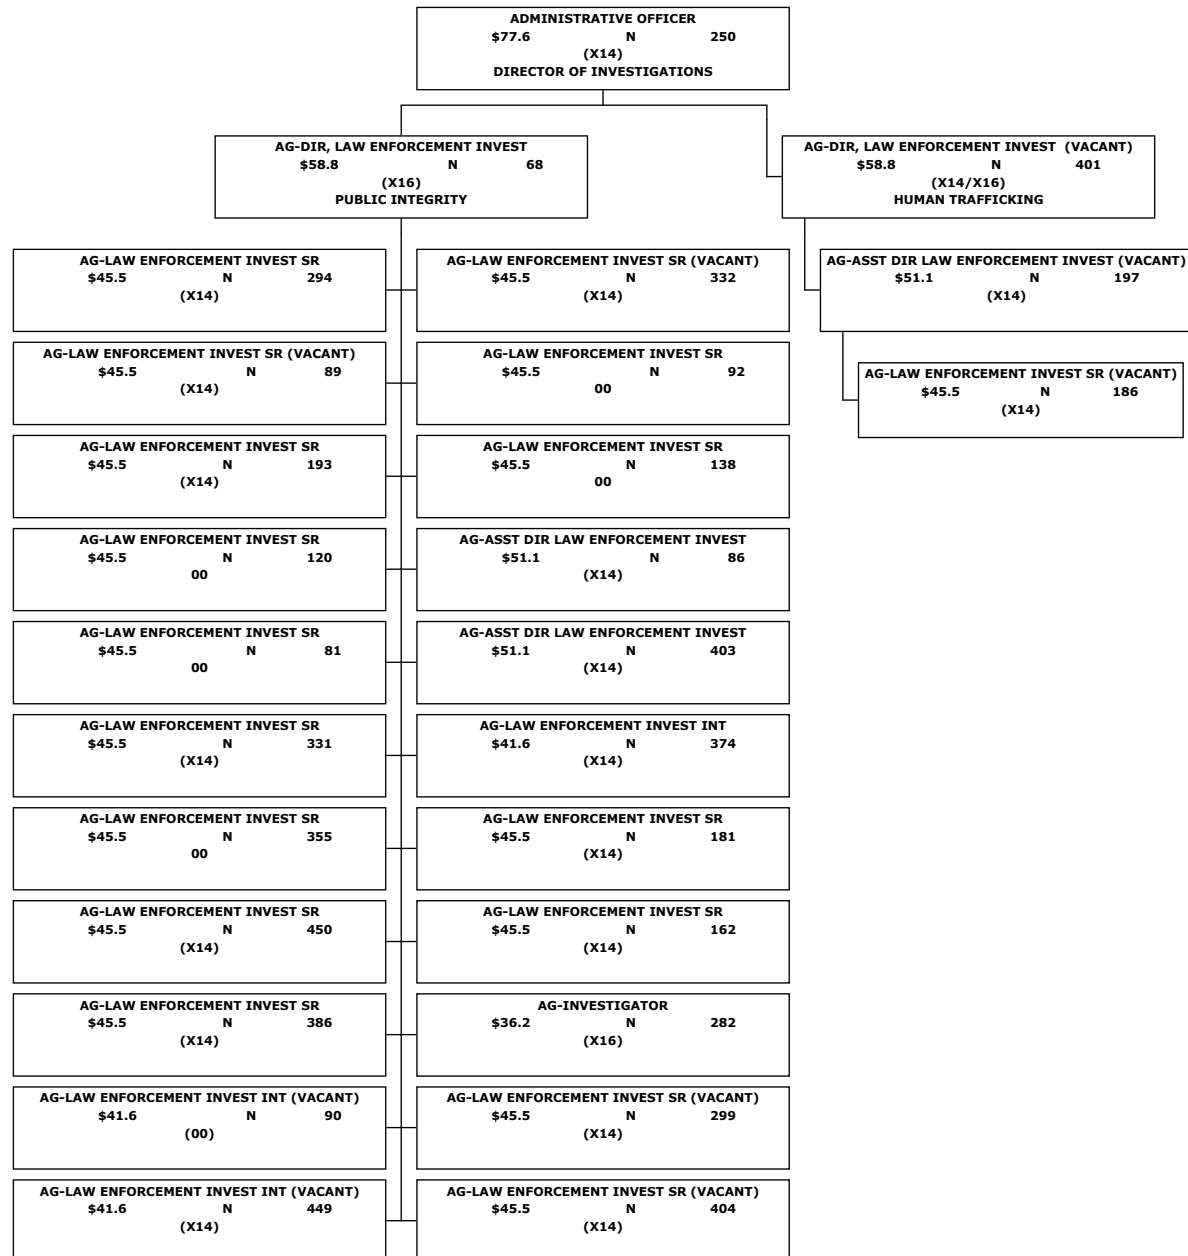 ADMINISTRATIVE OFFICER
$77.6 N 250
(X14)
DIRECTOR OF INVESTIGATIONS
AG-DIR, LAW ENFORCEMENT INVEST
$58.8 N 68
(X16)
PUBLIC INTEGRITY
AG-DIR, LAW ENFORCEMENT INVEST (VACANT)
$58.8 N 401
(X14/X16)
HUMAN TRAFFICKING
AG-LAW ENFORCEMENT INVEST SR
$45.5 N 294
(X14)
AG-LAW ENFORCEMENT INVEST SR (VACANT)
$45.5 N 332
(X14)
AG-ASST DIR LAW ENFORCEMENT INVEST (VACANT)
$51.1 N 197
(X14)
AG-LAW ENFORCEMENT INVEST SR (VACANT)
$45.5 N 89
(X14)
AG-LAW ENFORCEMENT INVEST SR
$45.5 N 92
00
AG-LAW ENFORCEMENT INVEST SR (VACANT)
$45.5 N 186
(X14)
AG-LAW ENFORCEMENT INVEST SR
$45.5 N 193
(X14)
AG-LAW ENFORCEMENT INVEST SR
$45.5 N 138
00
AG-LAW ENFORCEMENT INVEST SR
$45.5 N 120
00
AG-ASST DIR LAW ENFORCEMENT INVEST
$51.1 N 86
(X14)
AG-LAW ENFORCEMENT INVEST SR
$45.5 N 81
00
AG-ASST DIR LAW ENFORCEMENT INVEST
$51.1 N 403
(X14)
AG-LAW ENFORCEMENT INVEST SR
$45.5 N 331
(X14)
AG-LAW ENFORCEMENT INVEST INT
$41.6 N 374
(X14)
AG-LAW ENFORCEMENT INVEST SR
$45.5 N 355
00
AG-LAW ENFORCEMENT INVEST SR
$45.5 N 181
(X14)
AG-LAW ENFORCEMENT INVEST SR
$45.5 N 450
(X14)
AG-LAW ENFORCEMENT INVEST SR
$45.5 N 162
(X14)
AG-LAW ENFORCEMENT INVEST SR
$45.5 N 386
(X14)
AG-INVESTIGATOR
$36.2 N 282
(X16)
AG-LAW ENFORCEMENT INVEST INT (VACANT)
$41.6 N 90
(00)
AG-LAW ENFORCEMENT INVEST SR (VACANT)
$45.5 N 299
(X14)
AG-LAW ENFORCEMENT INVEST INT (VACANT)
$41.6 N 449
(X14)
AG-LAW ENFORCEMENT INVEST SR (VACANT)
$45.5 N 404
(X14)